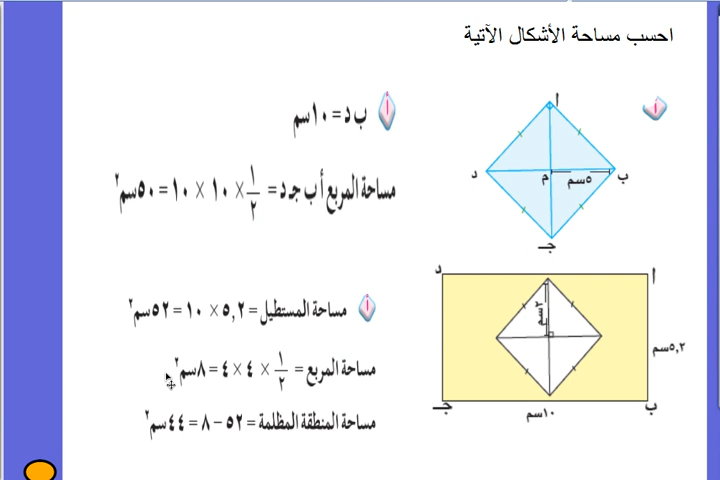 احسب مساحة الأشكال الآتية
أ
أ ب د = ١٠سم
مساحة المربع أ ب جـ د = ١/٢ × ١٠ × ١٠ = ٥٠سم٢
أ
د
م
٥سم
ب
جـ
أ مساحة المستطيل = ٥,٢ × ١٠ = ٥٢سم٢
مساحة المربع = ١/٢ × ٤ × ٤ = ٨سم٢
مساحة المنطقة المظلمة = ٥٢ − ٨ = ٤٤سم٢
د
أ
٢سم
٥,٢سم
جـ
ب
١٠سم